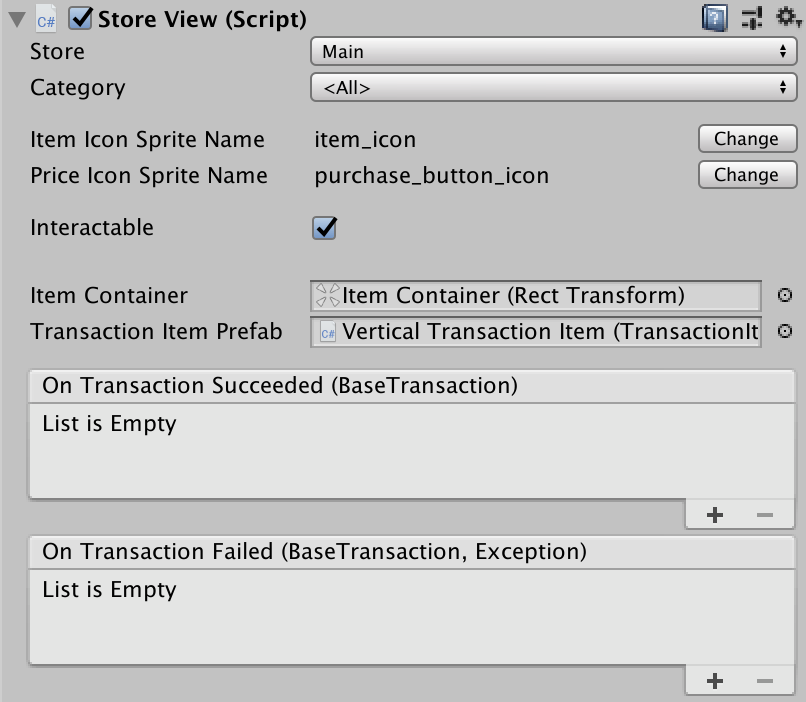 C# Store View (Script)
Store Main
Category <All>
Item Icon Sprite Name item_icon Change
Price Icon Sprite Name purchase_button_icon Change
Interactable
Item Container Item Container (Rect Transform)
Transaction Item Prefab C# Vertical Transaction Item (TransactionIt
On Transaction Succeeded (BaseTransaction)
List is Empty
+ −
On Transaction Failed (BaseTransaction, Exception)
List is Empty
+ −